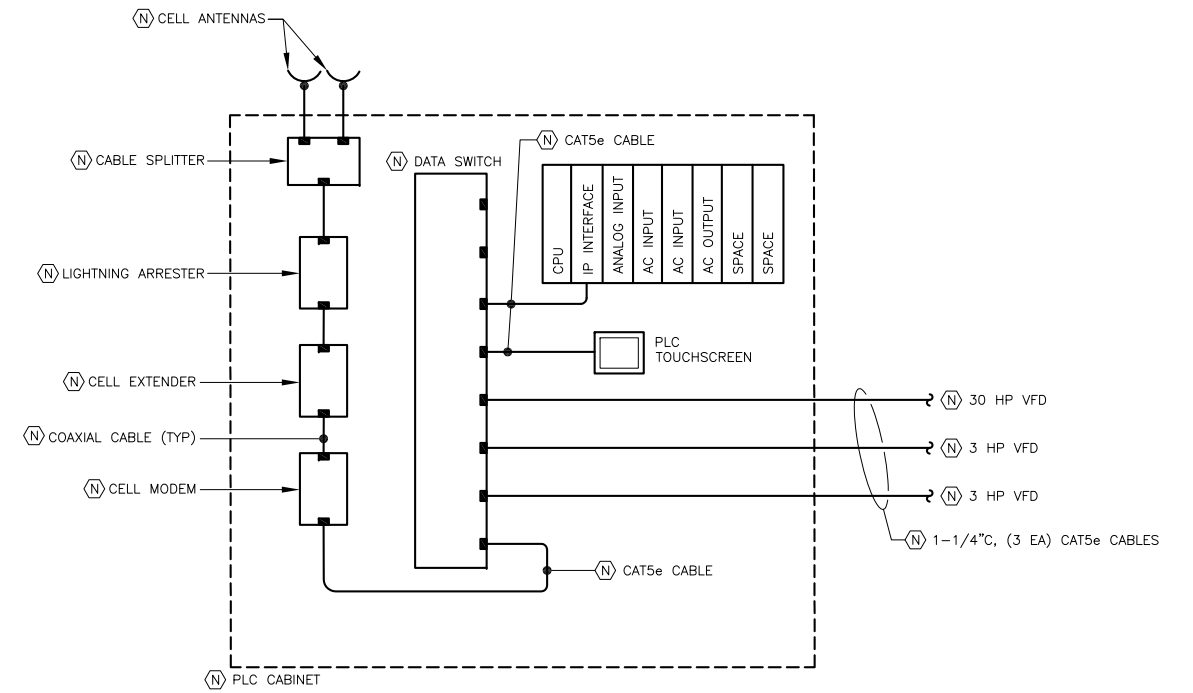 N CELL ANTENNAS
N CAT5e CABLE
N CABLE SPLITTER
N DATA SWITCH
CPU
IP INTERFACE
ANALOG INPUT
AC INPUT
AC INPUT
AC OUTPUT
SPACE
SPACE
N LIGHTNING ARRESTER
PLC
TOUCHSCREEN
N CELL EXTENDER
N 30 HP VFD
N COAXIAL CABLE (TYP)
N 3 HP VFD
N CELL MODEM
N 3 HP VFD
N 1-1/4"C, (3 EA) CAT5e CABLES
N CAT5e CABLE
N PLC CABINET